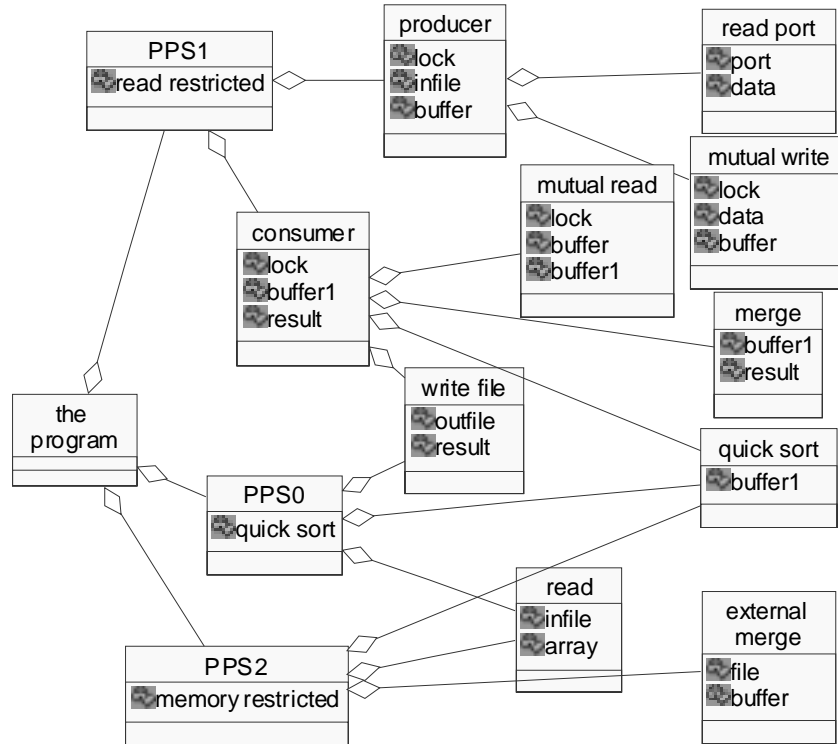 producer
lock
infile
buffer
read port
port
data
PPS1
read restricted
mutual write
lock
data
buffer
mutual read
lock
buffer
buffer1
consumer
lock
buffer1
result
merge
buffer1
result
write file
outfile
result
the
program
quick sort
buffer1
PPS0
quick sort
read
infile
array
external
merge
file
buffer
PPS2
memory restricted